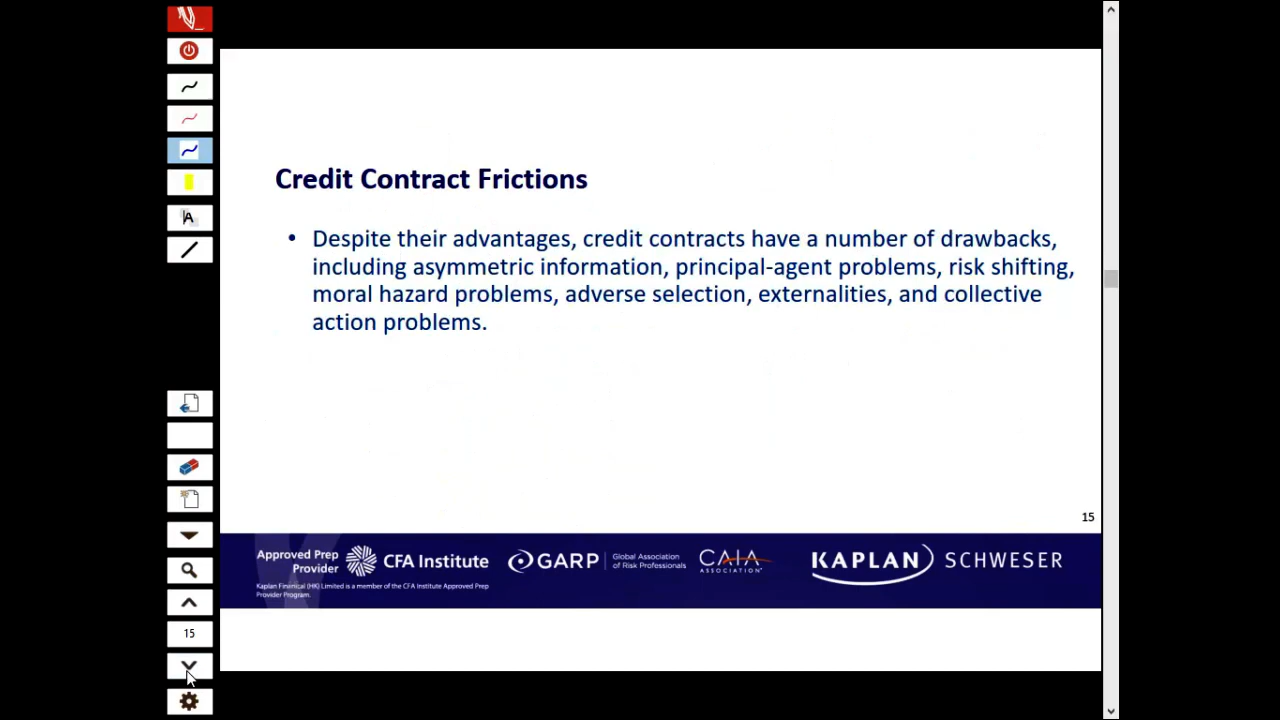 Credit Contract Frictions
• Despite their advantages, credit contracts have a number of drawbacks,
including asymmetric information, principal-agent problems, risk shifting,
moral hazard problems, adverse selection, externalities, and collective
action problems.
15
Approved Prep
Provider
CFA Institute
GARP
Global Association
of Risk Professionals
CAIA
ASSOCIATION
KAPLAN SCHWESER
Kaplan Financial (HK) Limited is a member of the CFA Institute Approved Prep
Provider Program.
A
15